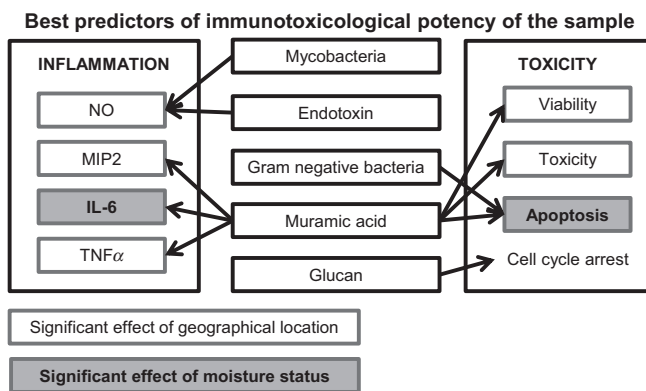 Best predictors of immunotoxicological potency of the sample
INFLAMMATION
NO
MIP2
IL-6
TNFα
Mycobacteria
Endotoxin
Gram negative bacteria
Muramic acid
Glucan
TOXICITY
Viability
Toxicity
Apoptosis
Cell cycle arrest
Significant effect of geographical location
Significant effect of moisture status